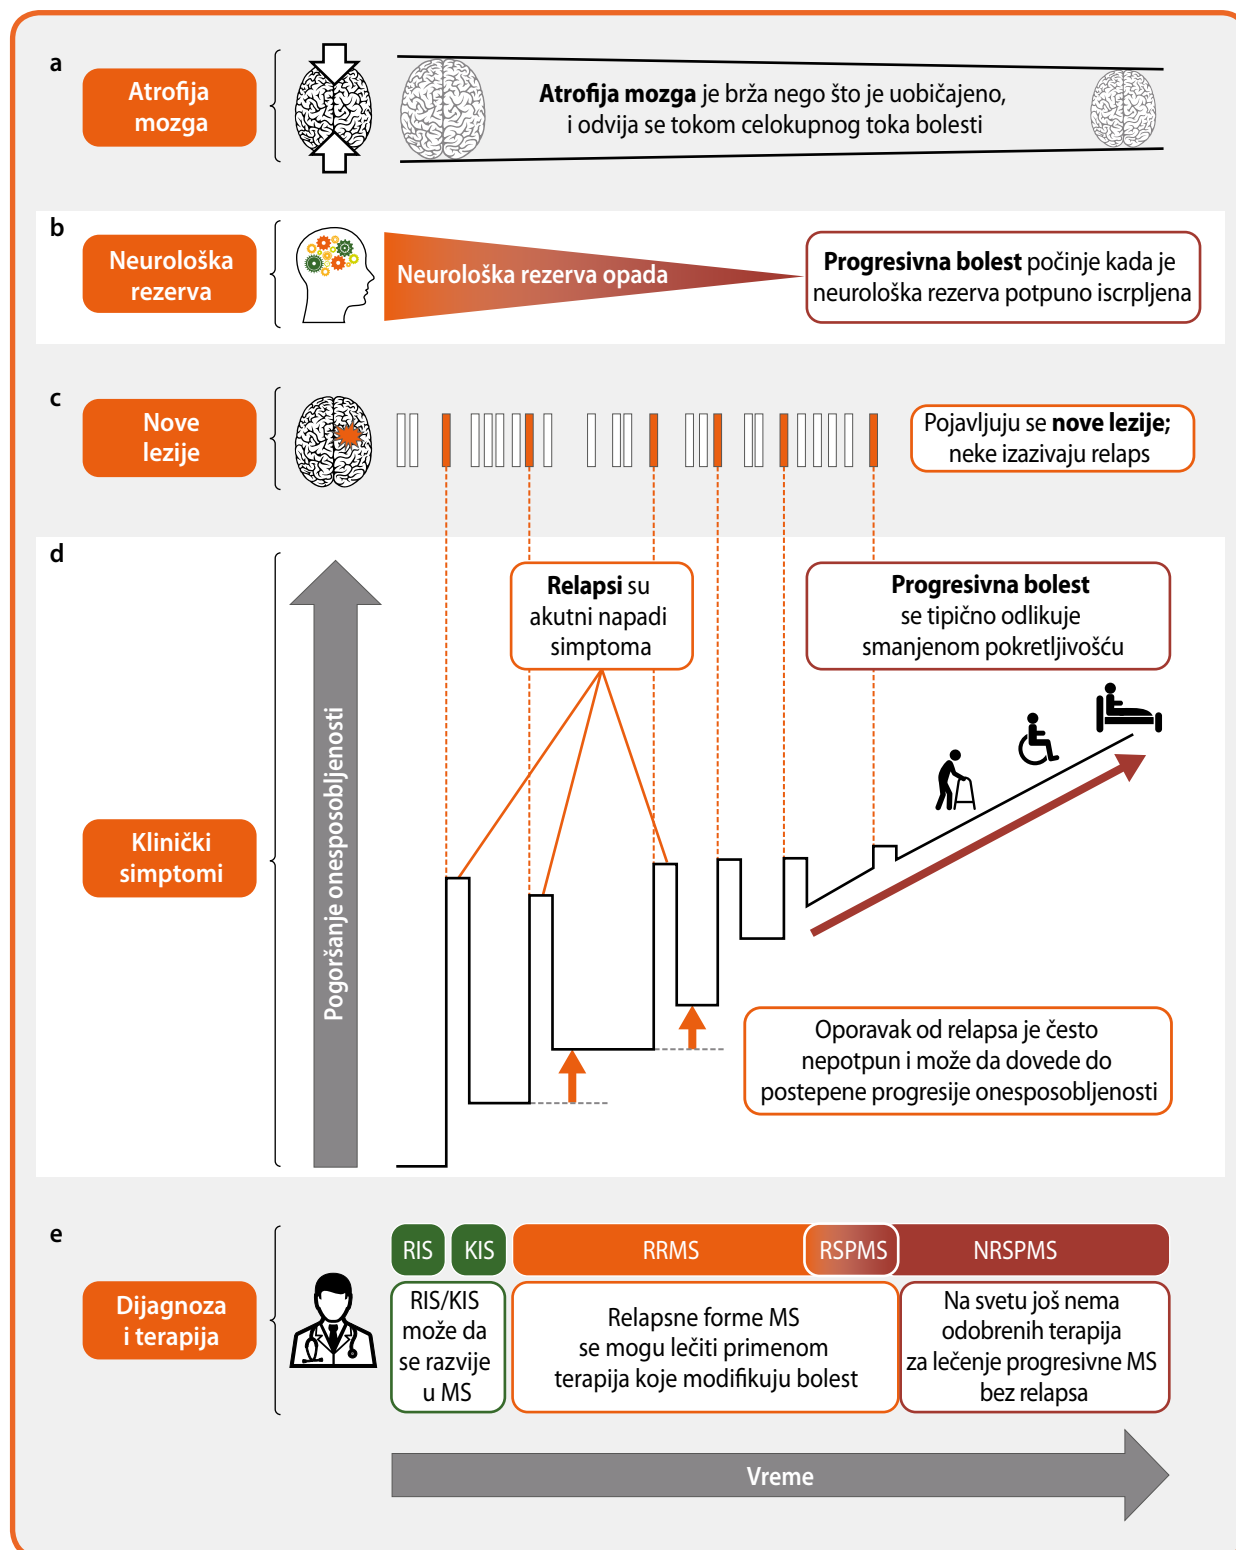 a
Atrofija
mozga
Atrofija mozga je brža nego što je uobičajeno,
i odvija se tokom celokupnog toka bolesti
b
Neurološka
rezerva
Neurološka rezerva opada
Progresivna bolest počinje kada je
neurološka rezerva potpuno iscrpljena
c
Nove
lezije
Pojavljuju se nove lezije;
neke izazivaju relaps
d
Klinički
simptomi
Pogoršanje onesposobljenosti
Relapsi su
akutni napadi
simptoma
Progresivna bolest
se tipično odlikuje
smanjenom pokretljivošću
Oporavak od relapsa je često
nepotpun i može da dovede do
postepene progresije onesposobljenosti
e
Dijagnoza
i terapija
RIS
KIS
RRMS
RSPMS
NRSPMS
RIS/KIS
može da
se razvije
u MS
Relapsne forme MS
se mogu lečiti primenom
terapija koje modifikuju bolest
Na svetu još nema
odobrenih terapija
za lečenje progresivne MS
bez relapsa
Vreme